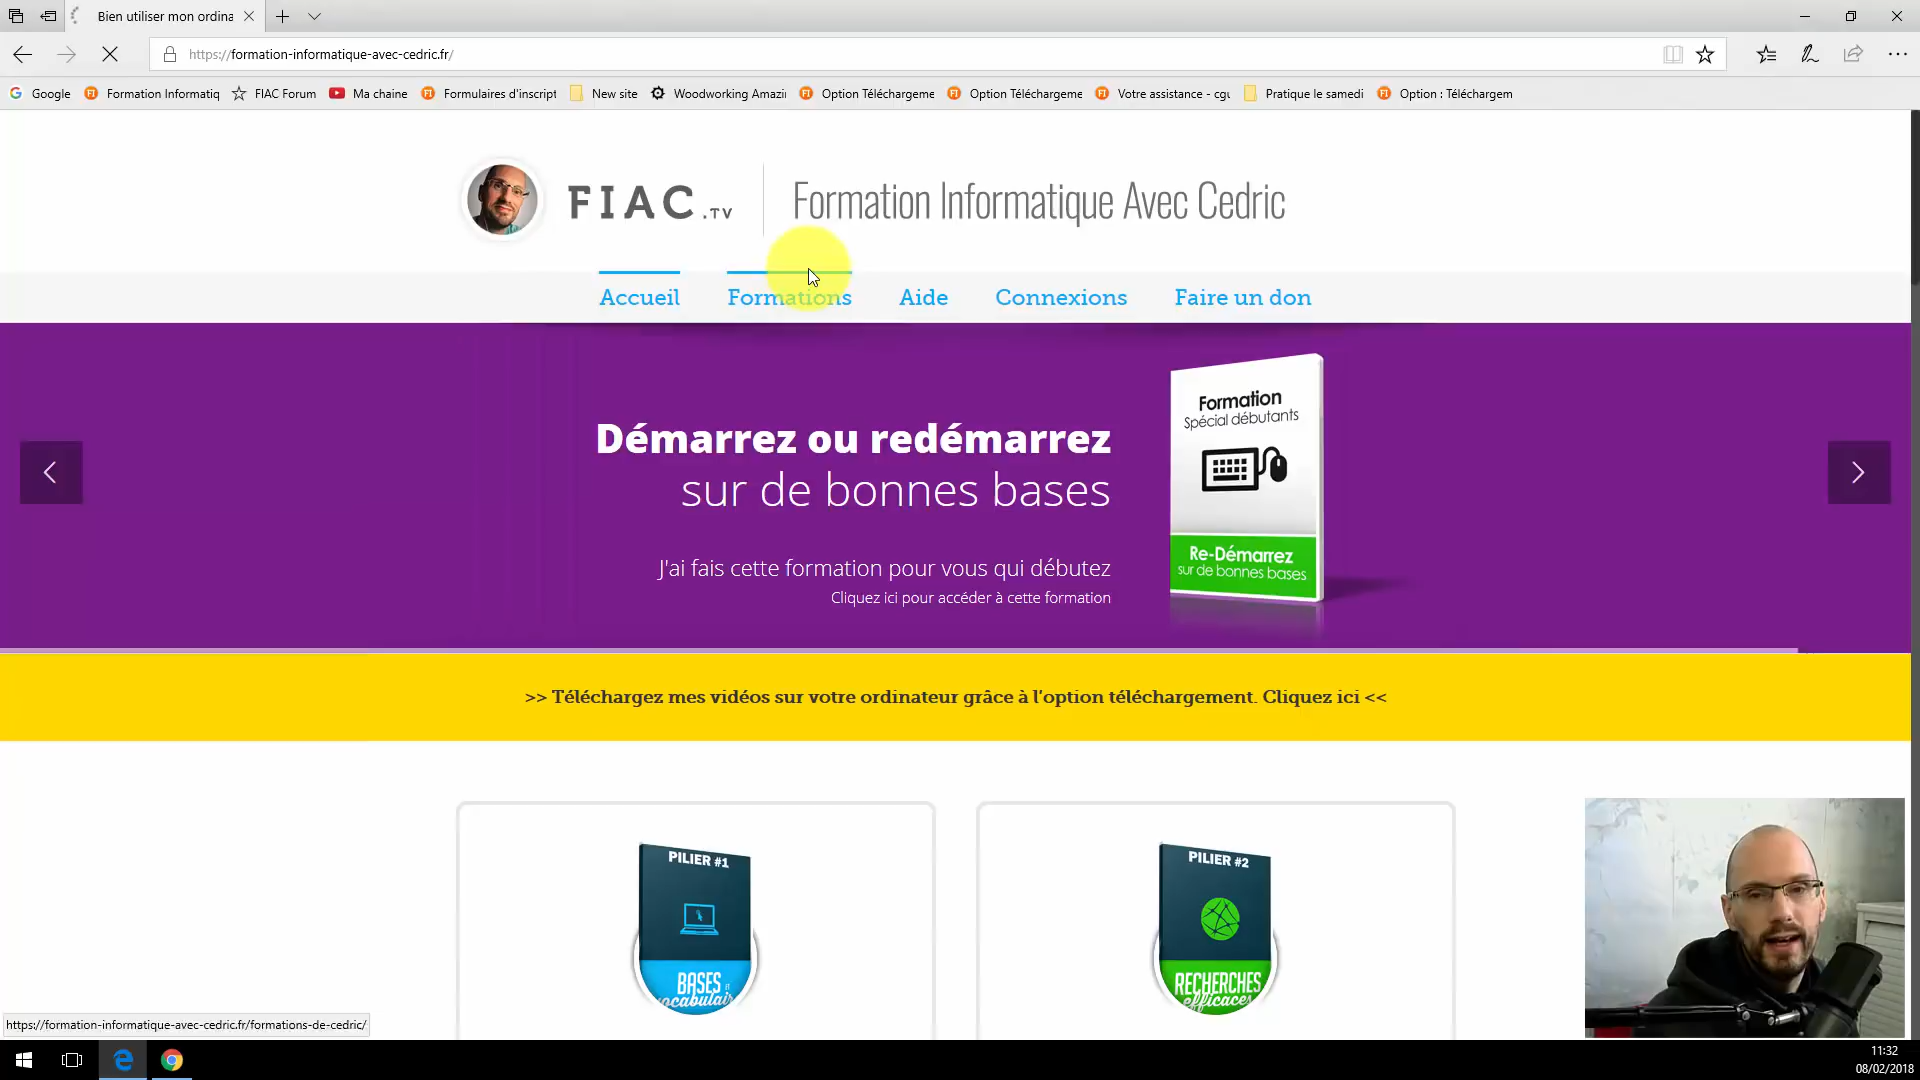 Bien utiliser mon ordina
https://formation-informatique-avec-cedric.fr/
Google
Formation Informatiq
FIAC Forum
Ma chaine
Formulaires d'inscript
New site
Woodworking Amazi
Option Téléchargeme
Option Téléchargeme
Votre assistance - cgu
Pratique le samedi
Option : Téléchargem
FIAC.TV
Formation Informatique Avec Cedric
Accueil
Formations
Aide
Connexions
Faire un don
Démarrez ou redémarrez
sur de bonnes bases
J'ai fais cette formation pour vous qui débutez
Cliquez ici pour accéder à cette formation
Formation
Spécial débutants
Re-Démarrez
sur de bonnes bases
>> Téléchargez mes vidéos sur votre ordinateur grâce à l'option téléchargement. Cliquez ici <<
PILIER #1
BASES ET
vocabulaire
PILIER #2
RECHERCHES
efficaces
https://formation-informatique-avec-cedric.fr/formations-de-cedric/
11:32
08/02/2018